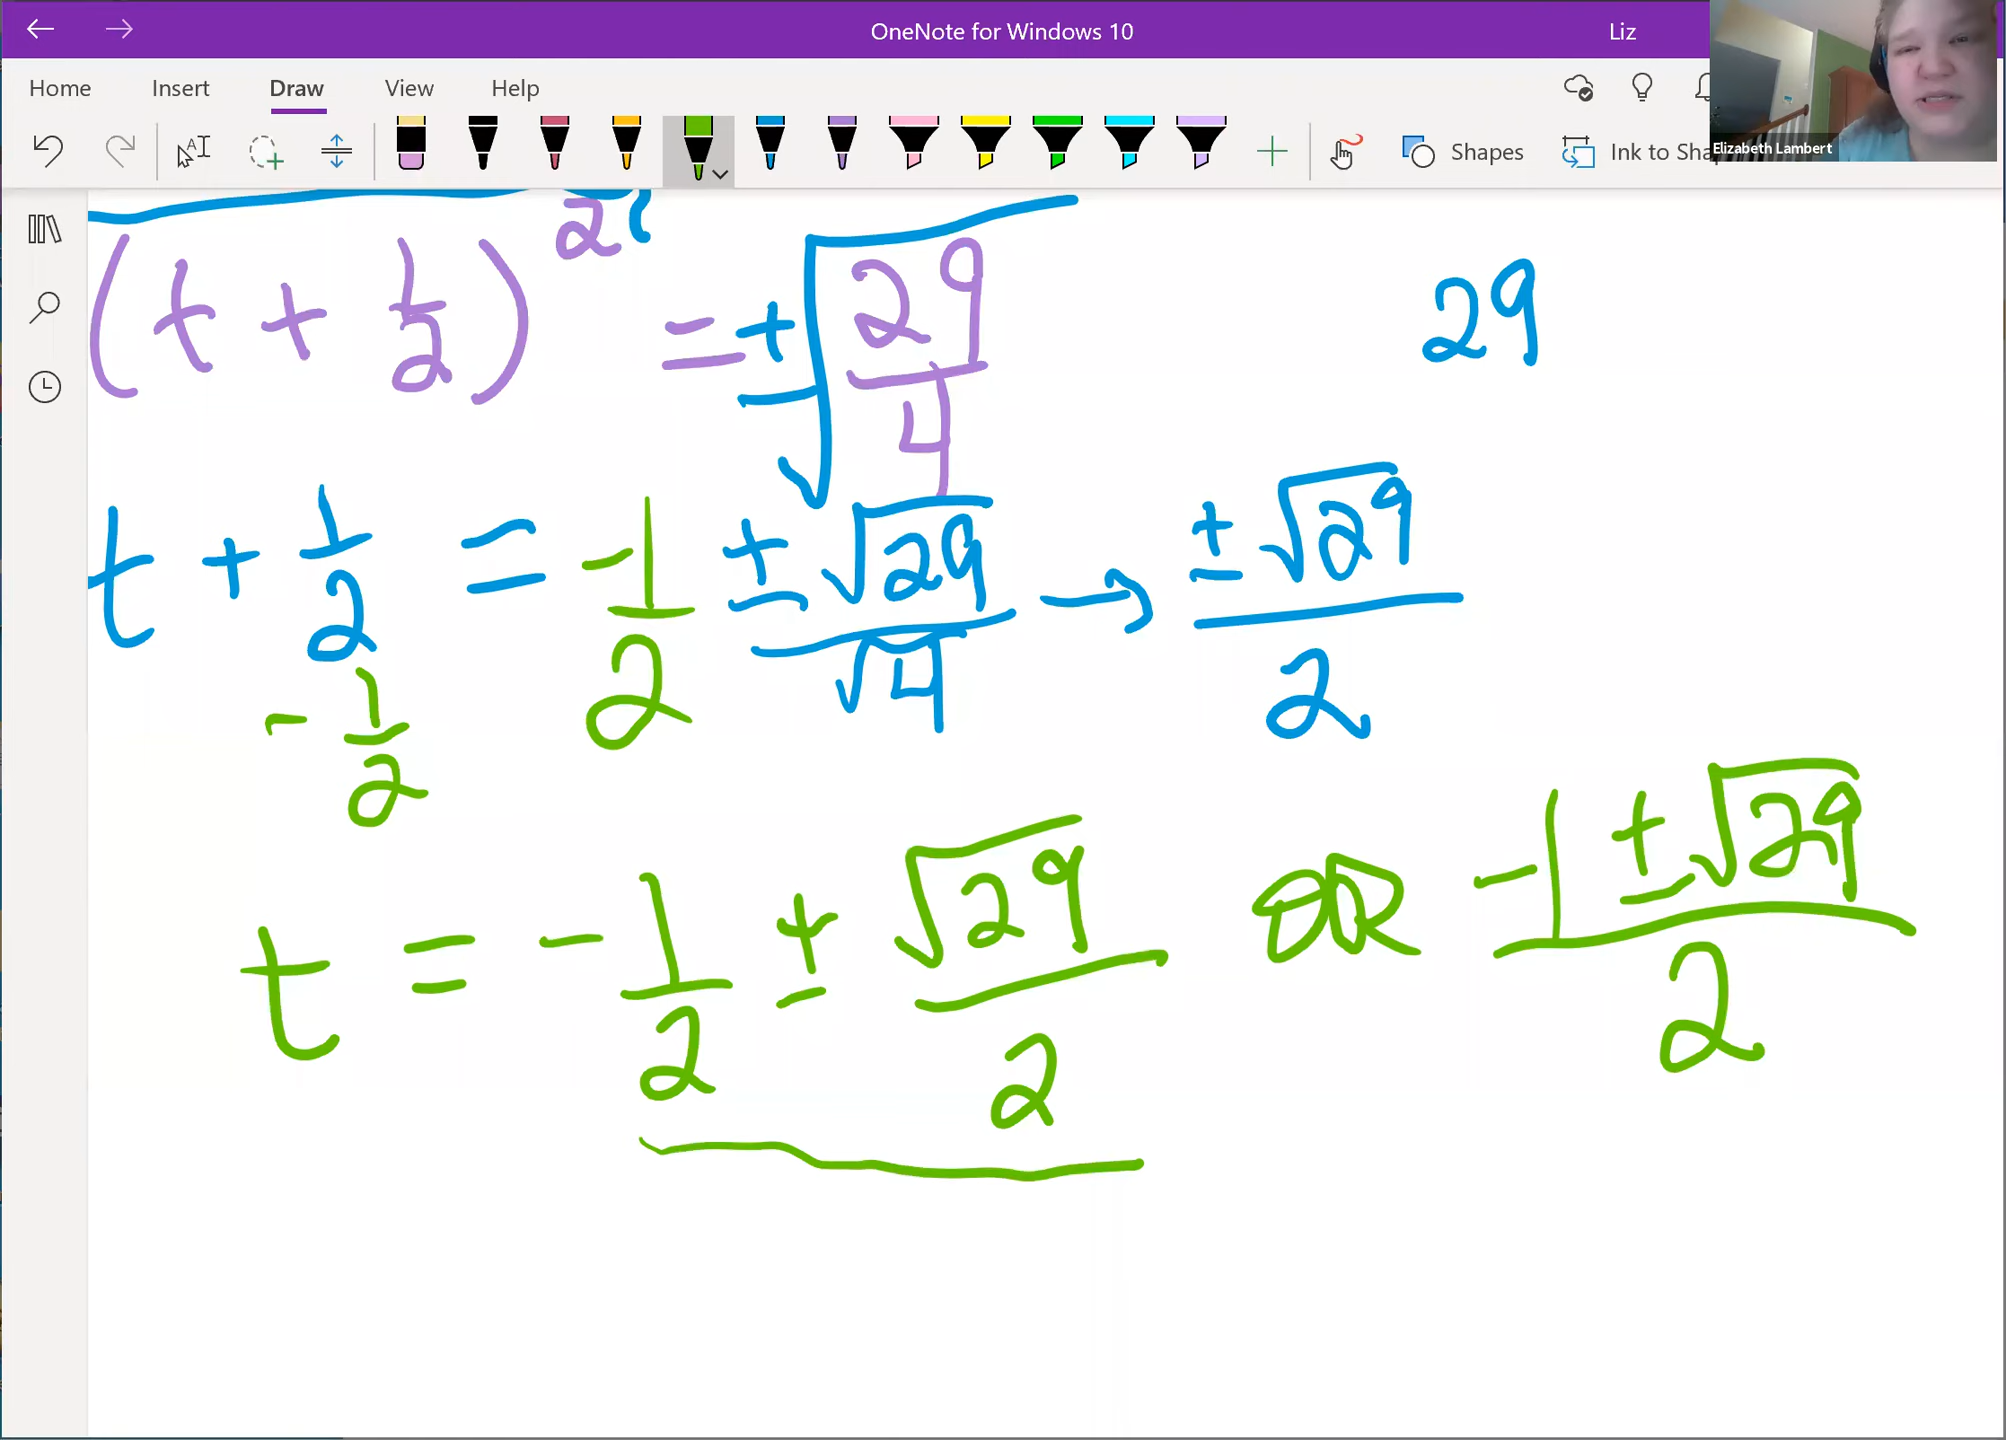 OneNote for Windows 10
Liz
Home Insert Draw View Help
Shapes
Ink to Sha
Elizabeth Lambert
(t + 1/2)^2 = ±√(29/4)
29
t + 1/2 = -1/2 ± √29/√4 → ± √29/2
- 1/2
t = - 1/2 ± √29/2 OR -1 ± √29 / 2